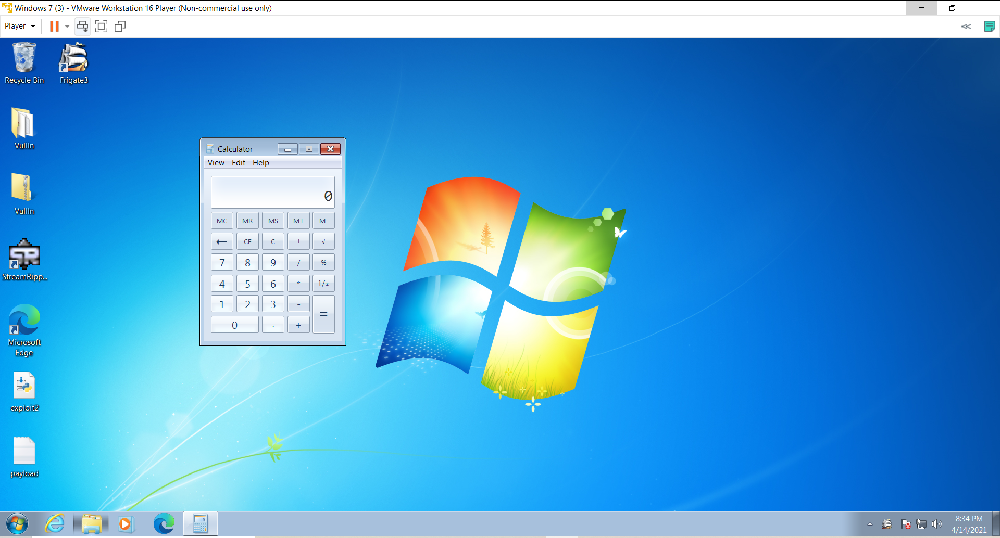 Windows 7 (3) - VMware Workstation 16 Player (Non-commercial use only)
Player
Recycle Bin
Frigate3
Vullln
Vullln
StreamRipp...
Microsoft
Edge
exploit2
payload
Calculator
View Edit Help
0
MC MR MS M+ M-
← CE C ± √
7 8 9 / %
4 5 6 * 1/x
1 2 3 - =
0 . +
8:34 PM
4/14/2021